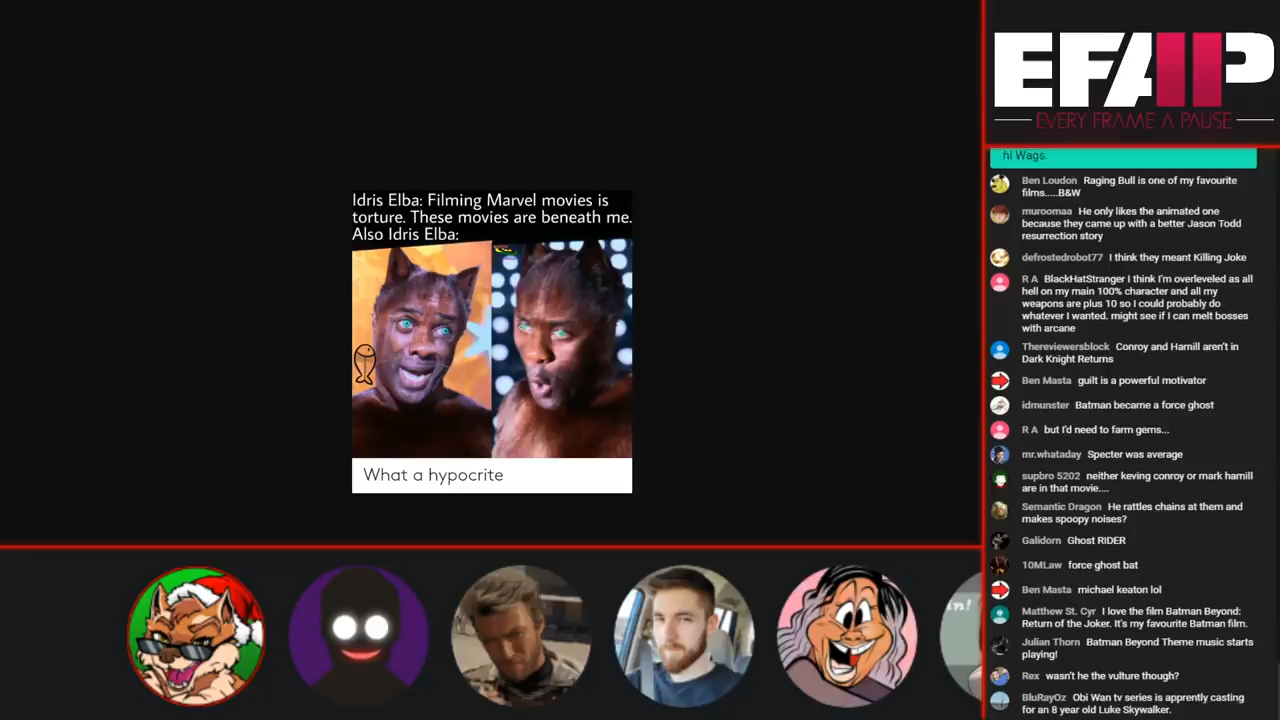 Idris Elba: Filming Marvel movies is
torture. These movies are beneath me.
Also Idris Elba:
What a hypocrite
EFAP
EVERY FRAME A PAUSE
hi Wags.
Ben Loudon Raging Bull is one of my favourite
films.....B&W
muroomaa He only likes the animated one
because they came up with a better Jason Todd
resurrection story
defrostedrobot77 I think they meant Killing Joke
R A BlackHatStranger I think I'm overleveled as all
hell on my main 100% character and all my
weapons are plus 10 so I could probably do
whatever I wanted. might see if I can melt bosses
with arcane
Thereviewersblock Conroy and Hamill aren't in
Dark Knight Returns
Ben Masta guilt is a powerful motivator
idmunster Batman became a force ghost
R A but I'd need to farm gems...
mr.whataday Specter was average
supbro 5202 neither keving conroy or mark hamill
are in that movie....
Semantic Dragon He rattles chains at them and
makes spoopy noises?
Galidorn Ghost RIDER
10MLaw force ghost bat
Ben Masta michael keaton lol
Matthew St. Cyr I love the film Batman Beyond:
Return of the Joker. It's my favourite Batman film.
Julian Thorn Batman Beyond Theme music starts
playing!
Rex wasn't he the vulture though?
BluRayOz Obi Wan tv series is apprently casting
for an 8 year old Luke Skywalker.